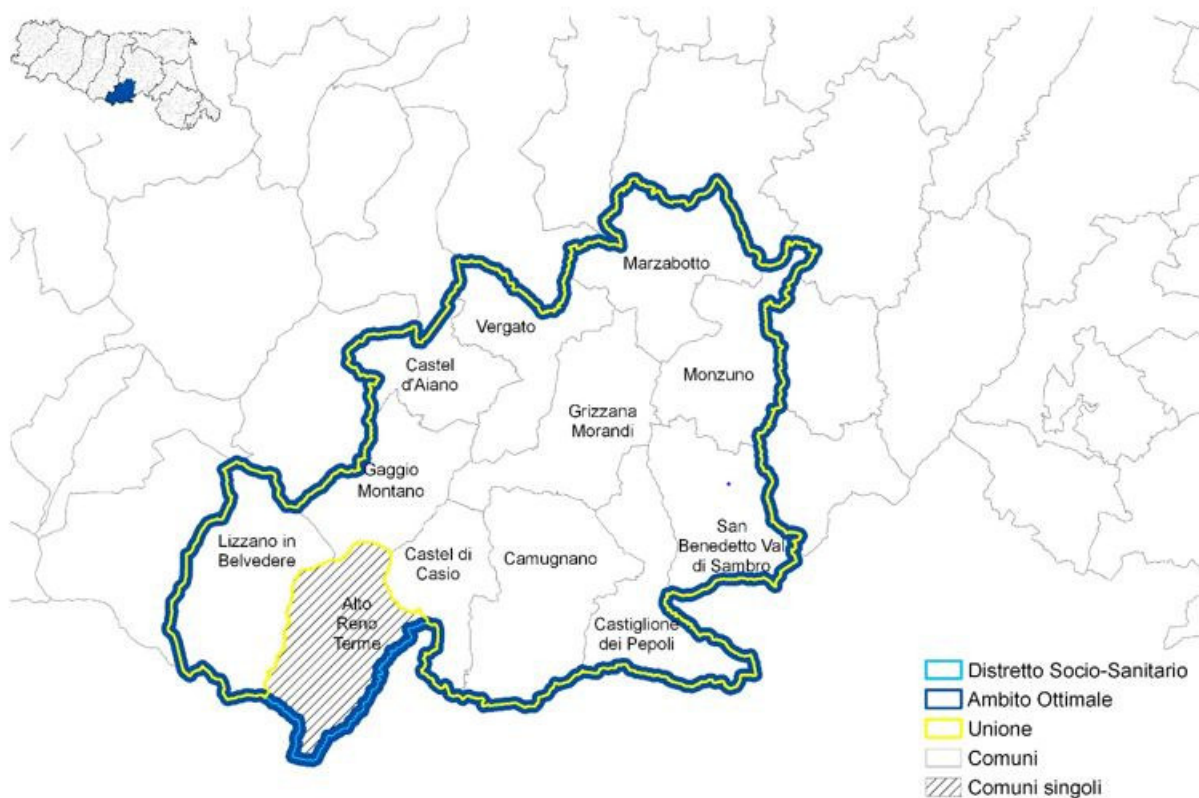 Marzabotto
Vergato
Castel
d'Aiano
Monzuno
Grizzana
Morandi
Gaggio
Montano
Lizzano in
Belvedere
Castel di
Casio
Camugnano
San
Benedetto Val
di Sambro
Alto
Reno
Terme
Castiglione
dei Pepoli
Distretto Socio-Sanitario
Ambito Ottimale
Unione
Comuni
Comuni singoli